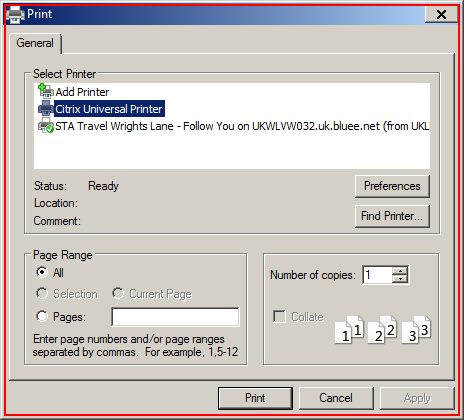 Print
General
Select Printer
Add Printer
Citrix Universal Printer
STA Travel Wrights Lane - Follow You on UKWLVW032.uk.bluee.net (from UKL
Status: Ready
Preferences
Location:
Comment:
Find Printer...
Page Range
All
Number of copies: 1
Selection Current Page
Pages:
Collate
1 1 2 2 3 3
Enter page numbers and/or page ranges
separated by commas. For example, 1,5-12
Print Cancel Apply